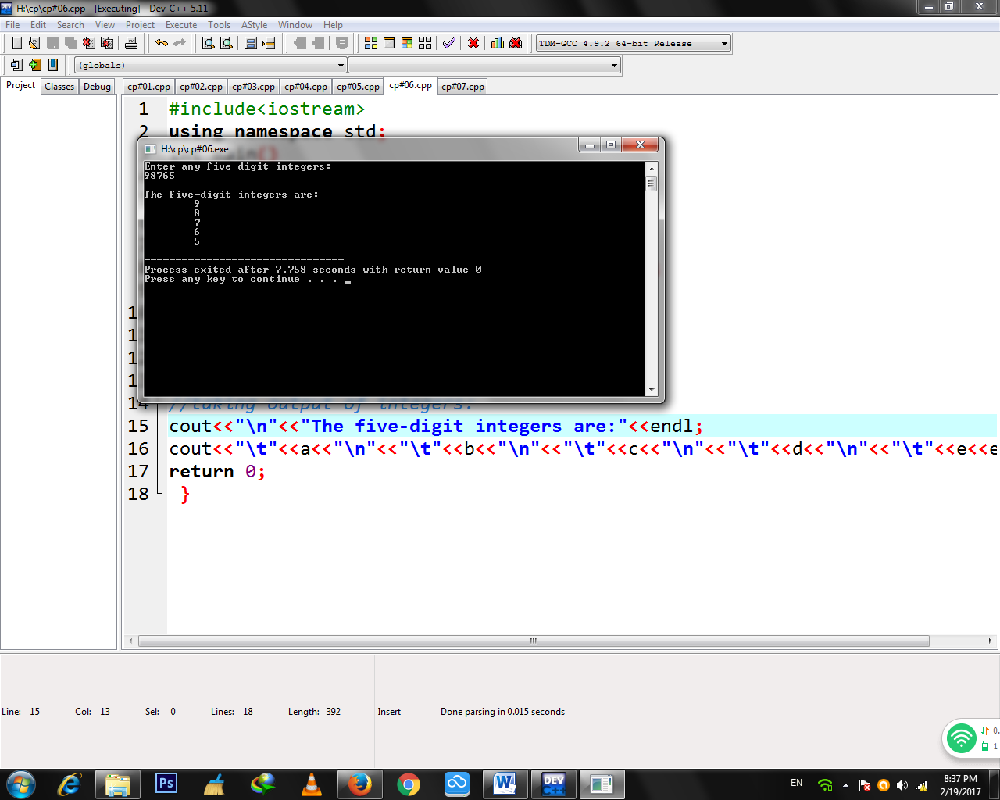 H:\cp\cp#06.cpp - [Executing] - Dev-C++ 5.11
File Edit Search View Project Execute Tools AStyle Window Help
TDM-GCC 4.9.2 64-bit Release
(globals)
Project Classes Debug cp#01.cpp cp#02.cpp cp#03.cpp cp#04.cpp cp#05.cpp cp#06.cpp cp#07.cpp
1 #include<iostream>
2 using namespace std;
H:\cp\cp#06.exe
Enter any five-digit integers:
98765
The five-digit integers are:
9
8
7
6
5
--------------------------------
Process exited after 7.758 seconds with return value 0
Press any key to continue . . . _
14 //taking output of integers.
15 cout<<"\n"<<"The five-digit integers are:"<<endl;
16 cout<<"\t"<<a<<"\n"<<"\t"<<b<<"\n"<<"\t"<<c<<"\n"<<"\t"<<d<<"\n"<<"\t"<<e<<e
17 return 0;
18 }
Line: 15 Col: 13 Sel: 0 Lines: 18 Length: 392 Insert Done parsing in 0.015 seconds
0.
1
Ps
W
DEV C++
EN
8:37 PM
2/19/2017